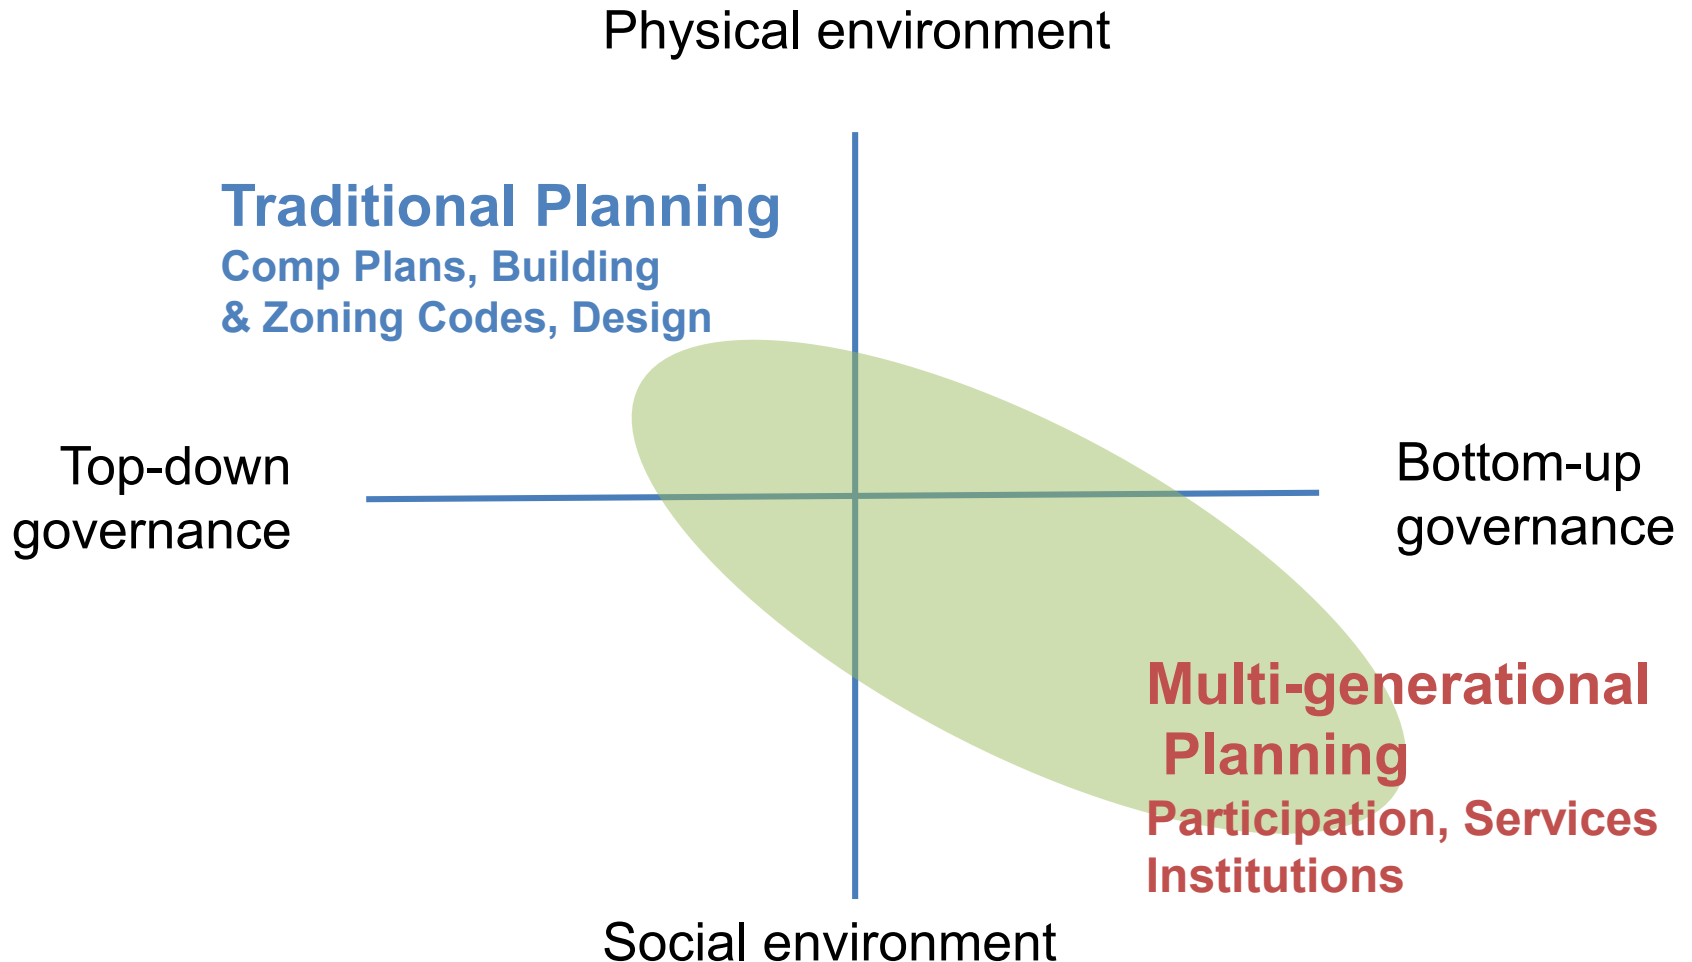 Physical environment
Traditional Planning
Comp Plans, Building
& Zoning Codes, Design
Top-down
governance
Bottom-up
governance
Multi-generational
Planning
Participation, Services
Institutions
Social environment